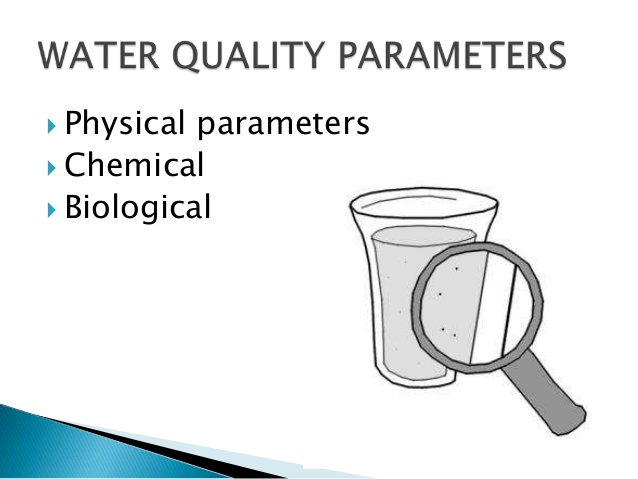 WATER QUALITY PARAMETERS
Physical parameters
Chemical
Biological